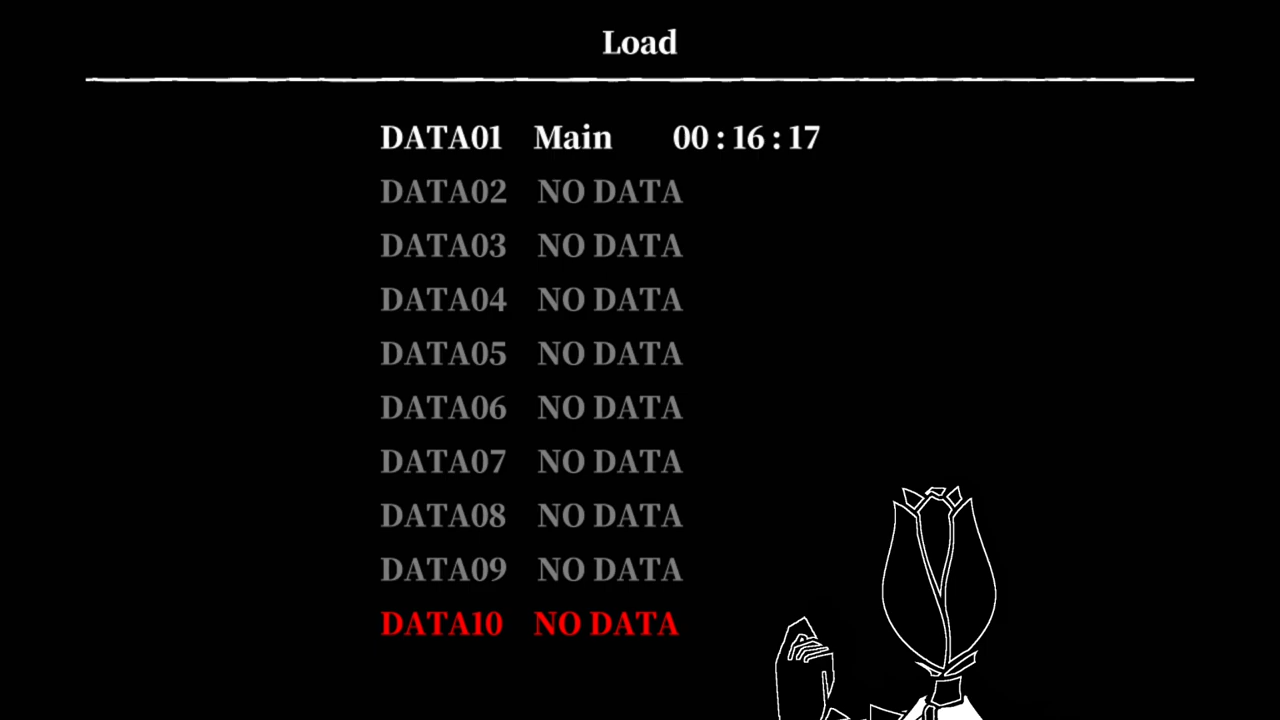 Load
DATA01 Main 00:16:17
DATA02 NO DATA
DATA03 NO DATA
DATA04 NO DATA
DATA05 NO DATA
DATA06 NO DATA
DATA07 NO DATA
DATA08 NO DATA
DATA09 NO DATA
DATA10 NO DATA